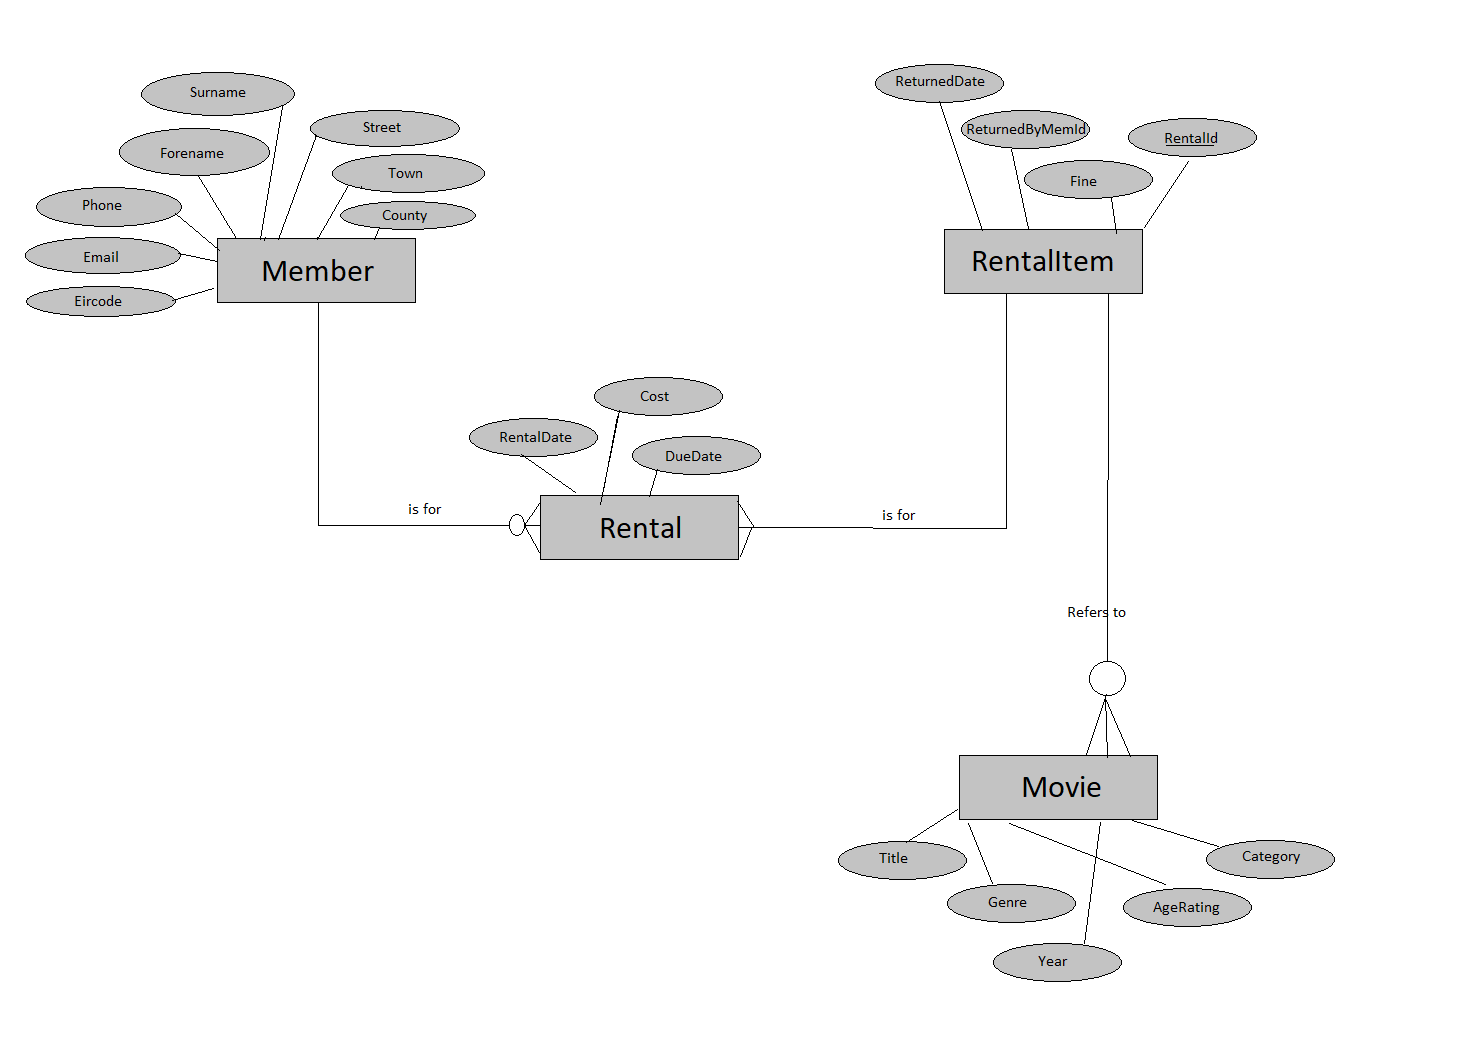 Surname
Street
Forename
Town
Phone
County
Email
Member
Eircode
ReturnedDate
ReturnedByMemId
RentalId
Fine
RentalItem
Cost
RentalDate
DueDate
is for
Rental
is for
Refers to
Movie
Title
Category
Genre
AgeRating
Year